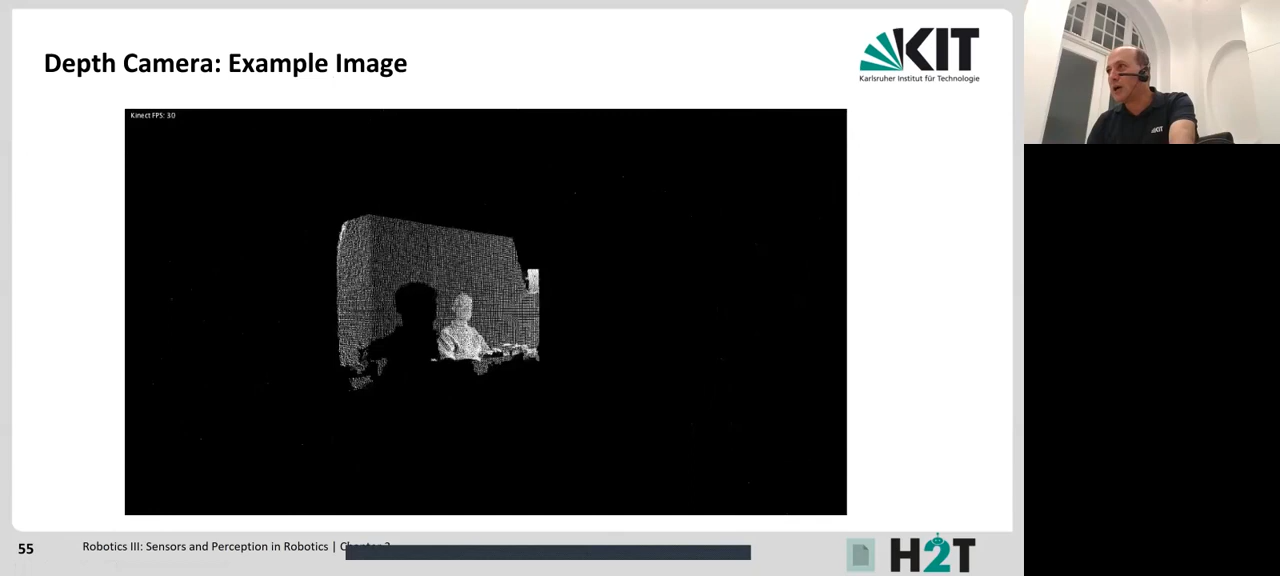 Depth Camera: Example Image
KIT
Karlsruher Institut für Technologie
Kinect FPS: 30
KIT
55
Robotics III: Sensors and Perception in Robotics |
H2T